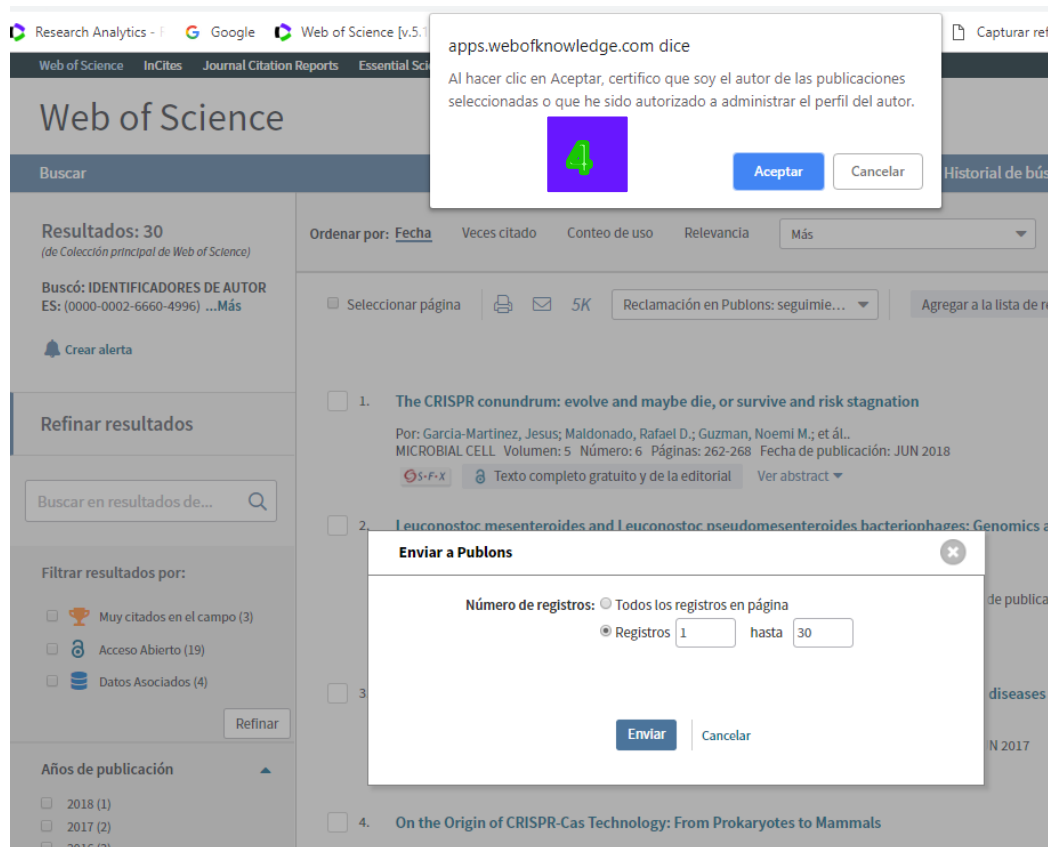 Research Analytics -
Google
Web of Science [v.5.1
Capturar ref
apps.webofknowledge.com dice
Al hacer clic en Aceptar, certifico que soy el autor de las publicaciones
seleccionadas o que he sido autorizado a administrar el perfil del autor.
4
Aceptar
Cancelar
Web of Science
InCites
Journal Citation Reports
Essential Sci
Web of Science
Buscar
Historial de bús
Resultados: 30
(de Colección principal de Web of Science)
Buscó: IDENTIFICADORES DE AUTOR
ES: (0000-0002-6660-4996) ...Más
Crear alerta
Ordenar por: Fecha
Veces citado
Conteo de uso
Relevancia
Más
Seleccionar página
5K
Reclamación en Publons: seguimie...
Agregar a la lista de re
Refinar resultados
Buscar en resultados de...
Filtrar resultados por:
Muy citados en el campo (3)
Acceso Abierto (19)
Datos Asociados (4)
Refinar
Años de publicación
2018 (1)
2017 (2)
2016 (2)
1. The CRISPR conundrum: evolve and maybe die, or survive and risk stagnation
Por: Garcia-Martinez, Jesus; Maldonado, Rafael D.; Guzman, Noemi M.; et ál..
MICROBIAL CELL Volumen: 5 Número: 6 Páginas: 262-268 Fecha de publicación: JUN 2018
S·F·X
Texto completo gratuito y de la editorial
Ver abstract
2. Leuconostoc mesenteroides and Leuconostoc pseudomesenteroides bacteriophages: Genomics a
de publica
Enviar a Publons
Número de registros: Todos los registros en página
Registros 1 hasta 30
Enviar
Cancelar
3
diseases
N 2017
4. On the Origin of CRISPR-Cas Technology: From Prokaryotes to Mammals